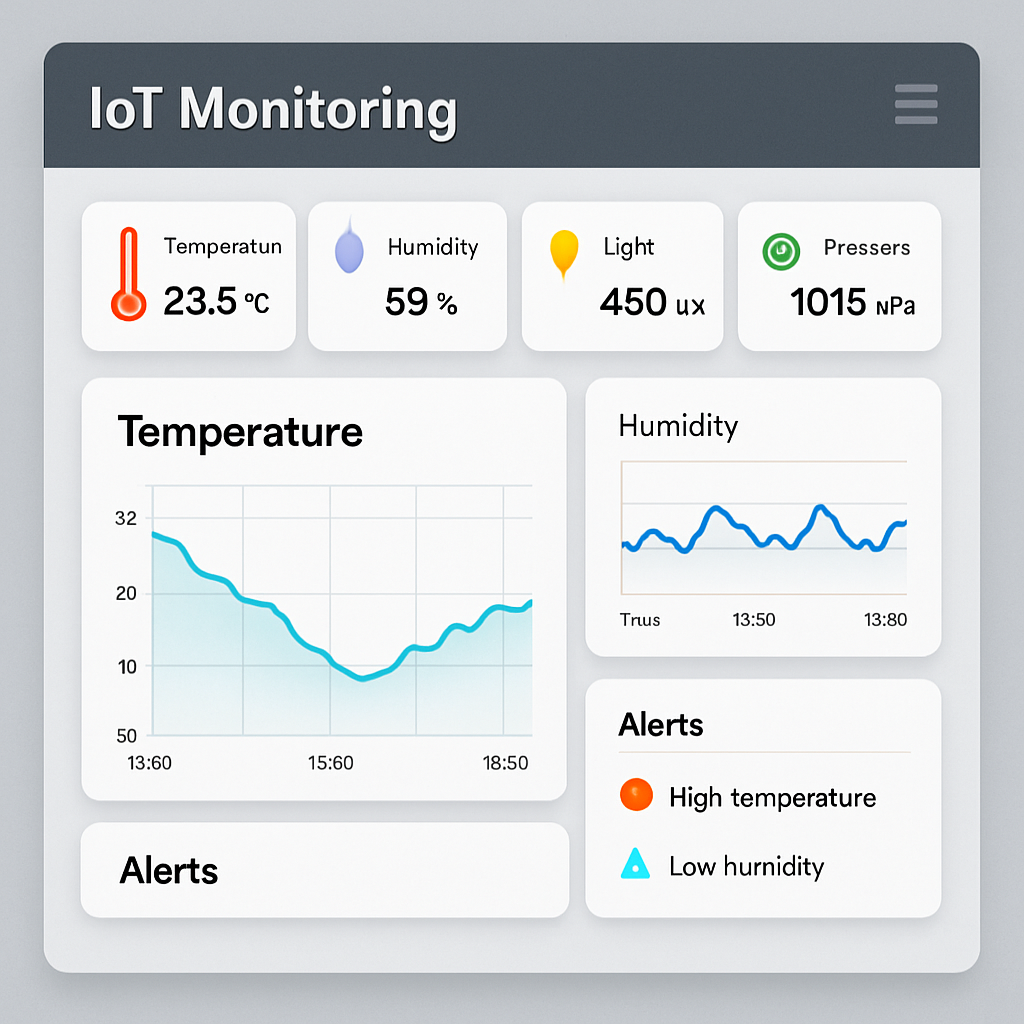 IoT Monitoring
Temperatun
23.5 °C
Humidity
59 %
Light
450 ux
Pressers
1015 NPa
Temperature
32
20
10
50
13:60 15:60 18:50
Humidity
Trus 13:50 13:80
Alerts
High temperature
Low hurnidity
Alerts